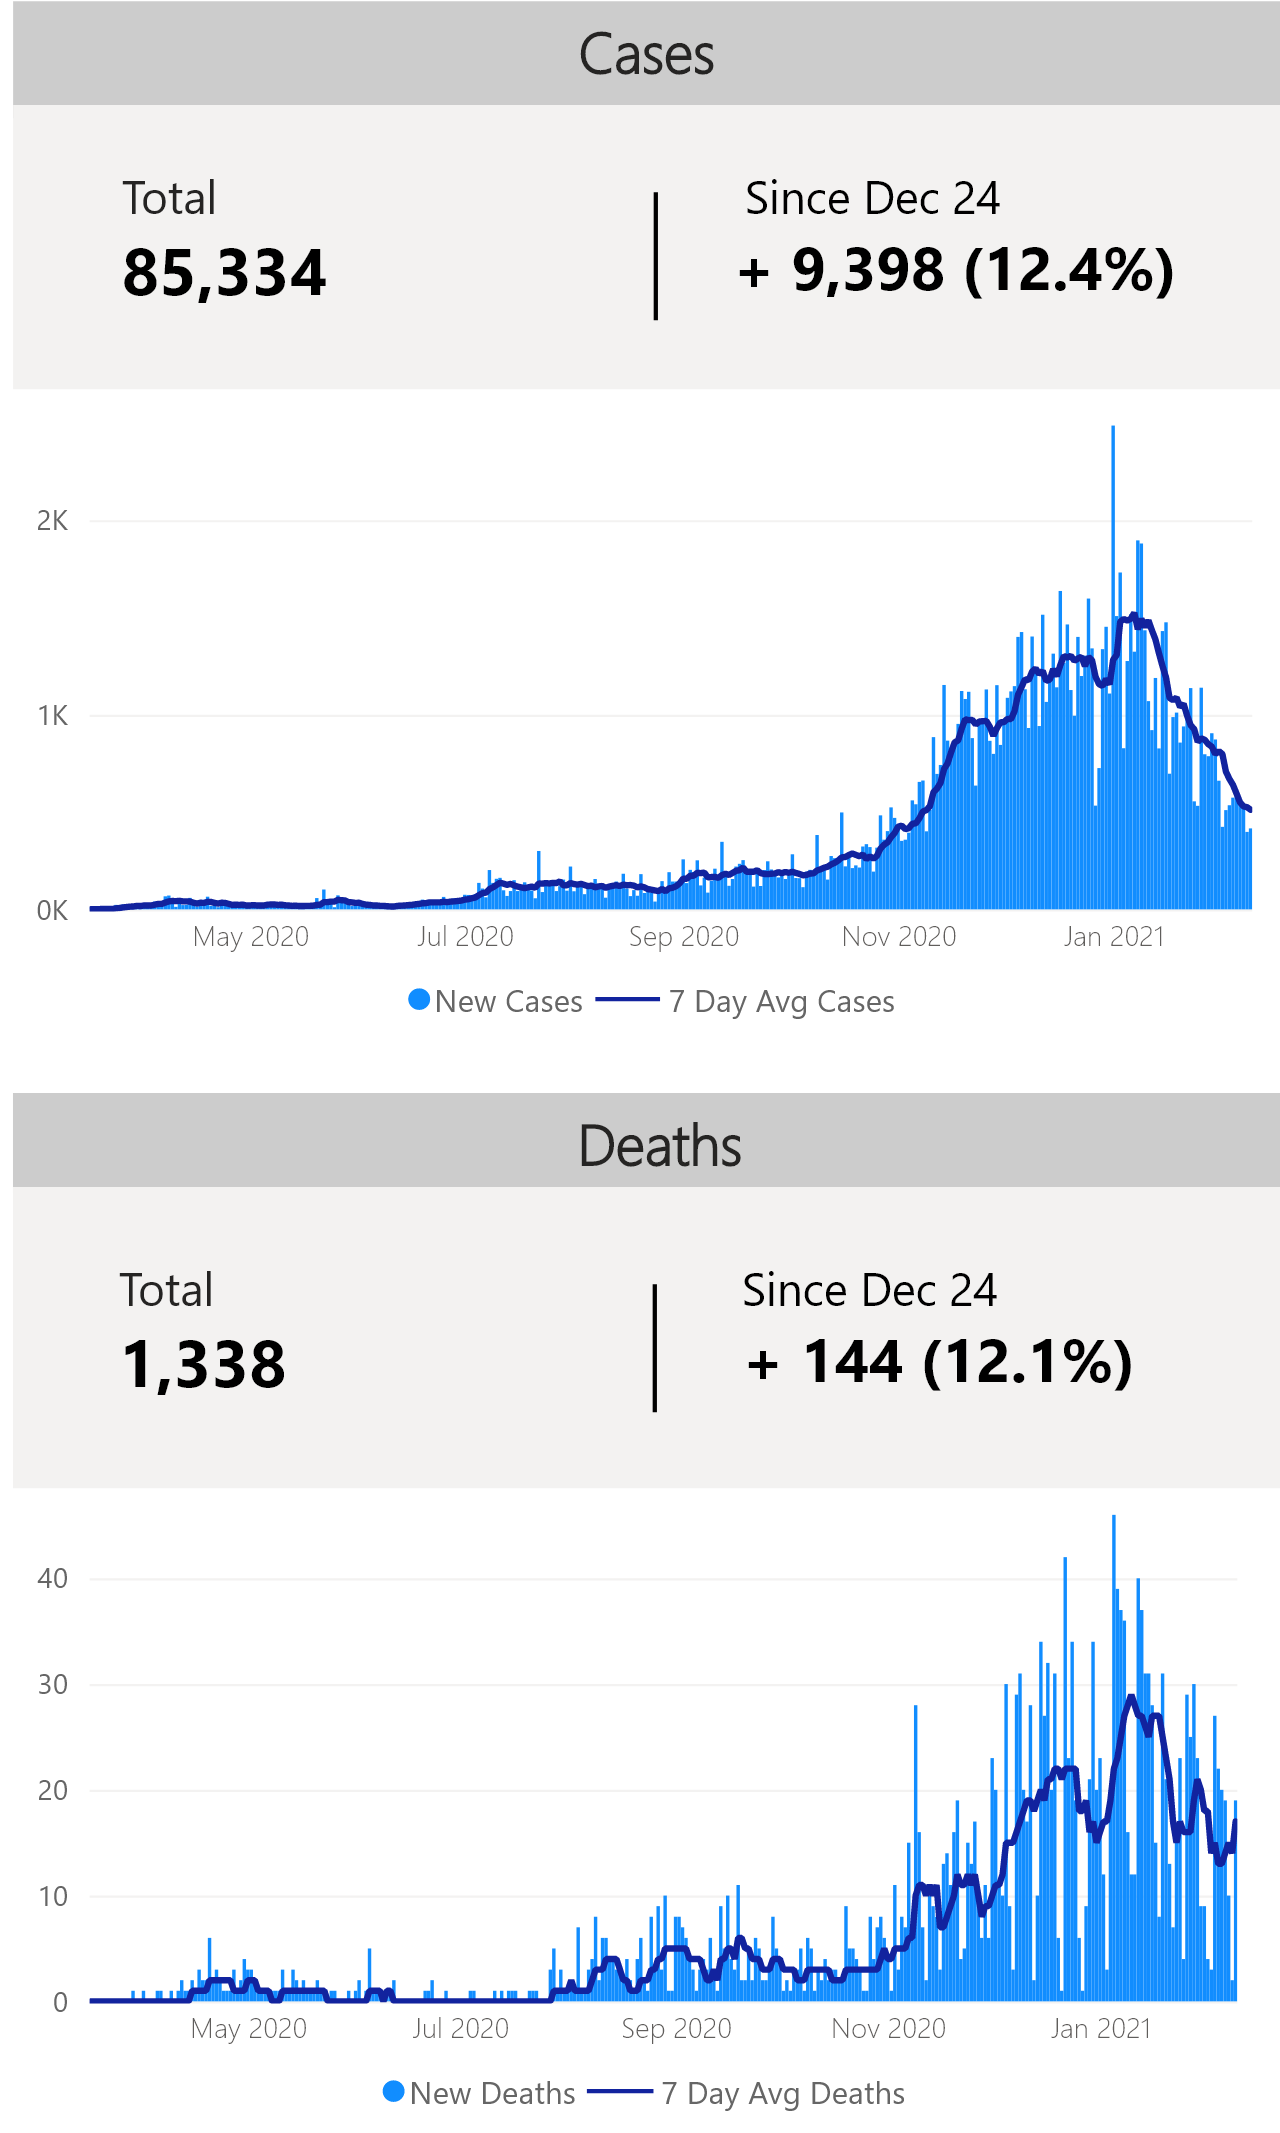 Cases
Total
Since Dec 24
85,334
+ 9,398 (12.4%)
2K
1K
0K
May 2020
Jul 2020
Sep 2020
Nov 2020
Jan 2021
New Cases
7 Day Avg Cases
Deaths
Total
Since Dec 24
1,338
+ 144 (12.1%)
40
30
20
10
0
May 2020
Jul 2020
Sep 2020
Nov 2020
Jan 2021
New Deaths
7 Day Avg Deaths